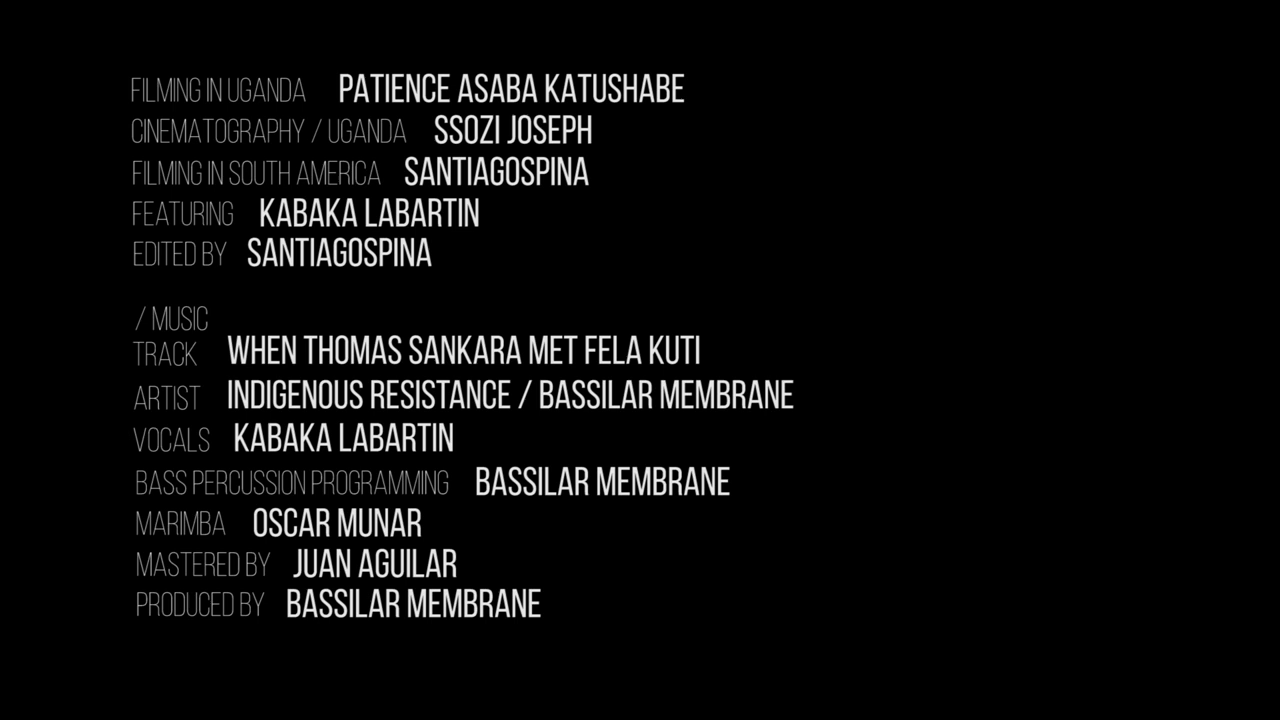 FILMING IN UGANDA PATIENCE ASABA KATUSHABE
CINEMATOGRAPHY / UGANDA SSOZI JOSEPH
FILMING IN SOUTH AMERICA SANTIAGOSPINA
FEATURING KABAKA LABARTIN
EDITED BY SANTIAGOSPINA
/ MUSIC
TRACK WHEN THOMAS SANKARA MET FELA KUTI
ARTIST INDIGENOUS RESISTANCE / BASSILAR MEMBRANE
VOCALS KABAKA LABARTIN
BASS PERCUSSION PROGRAMMING BASSILAR MEMBRANE
MARIMBA OSCAR MUNAR
MASTERED BY JUAN AGUILAR
PRODUCED BY BASSILAR MEMBRANE